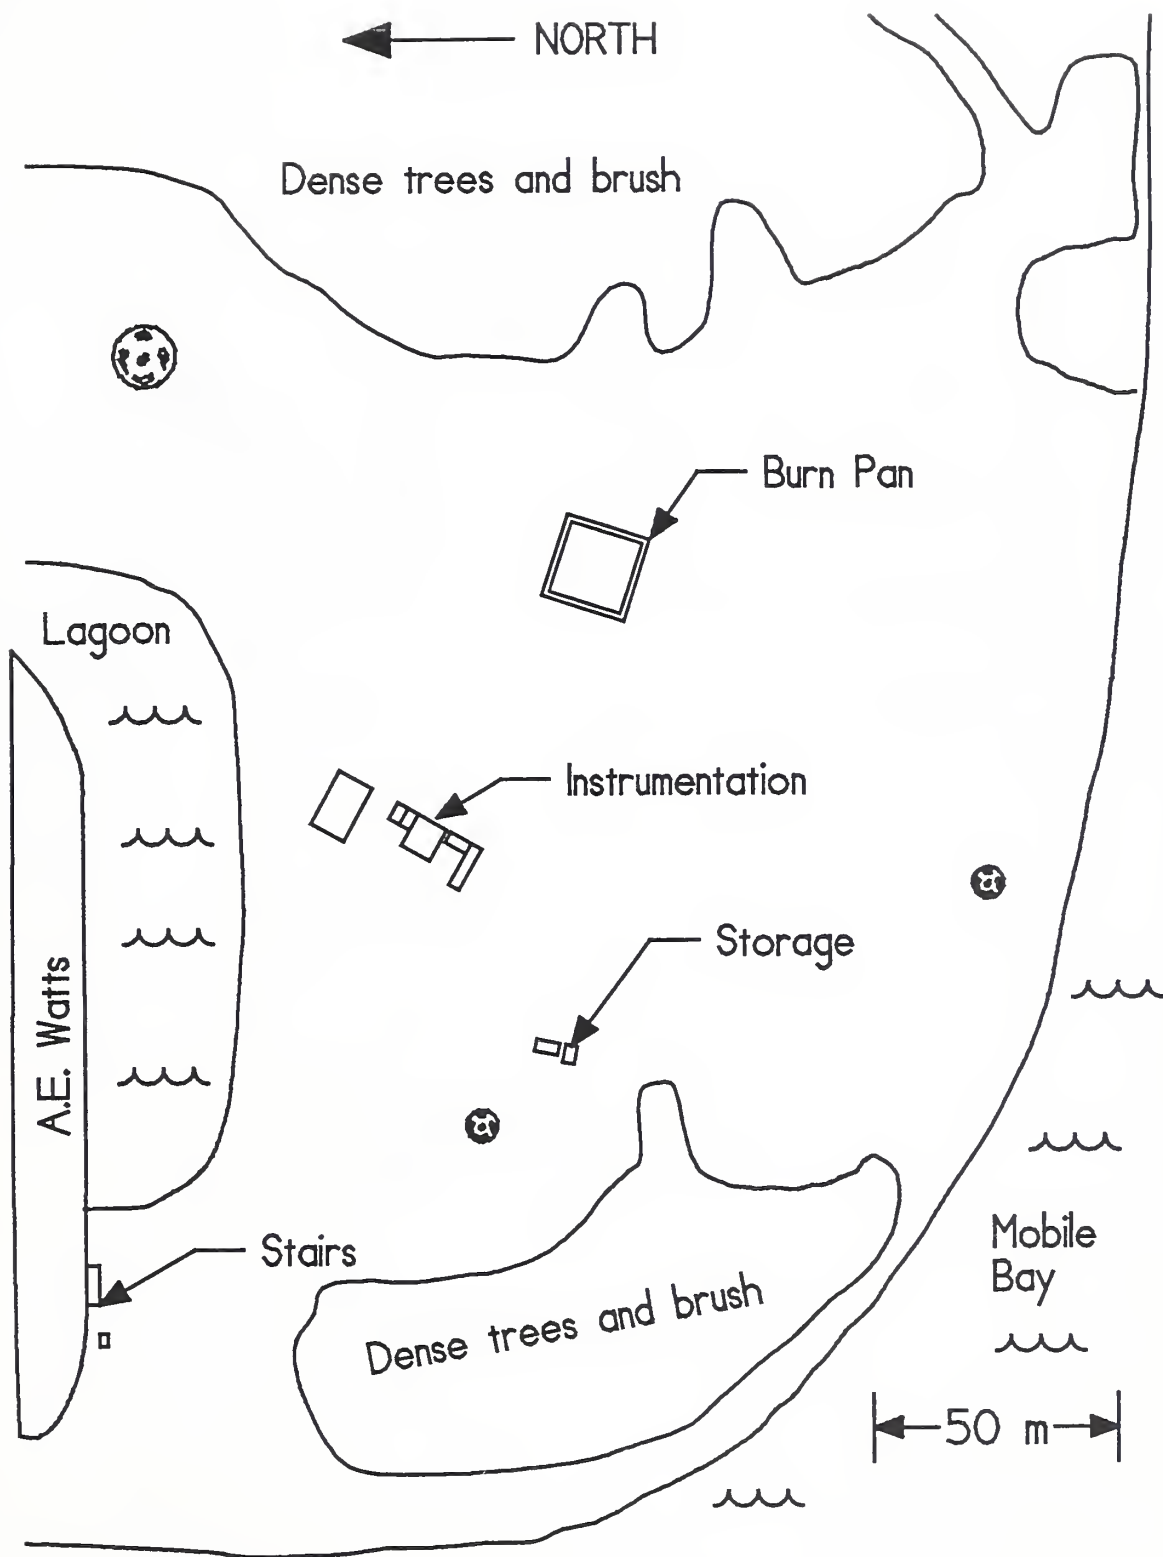 NORTH
Dense trees and brush
Burn Pan
Lagoon
Instrumentation
Storage
A.E. Watts
Mobile
Bay
Stairs
Dense trees and brush
50 m